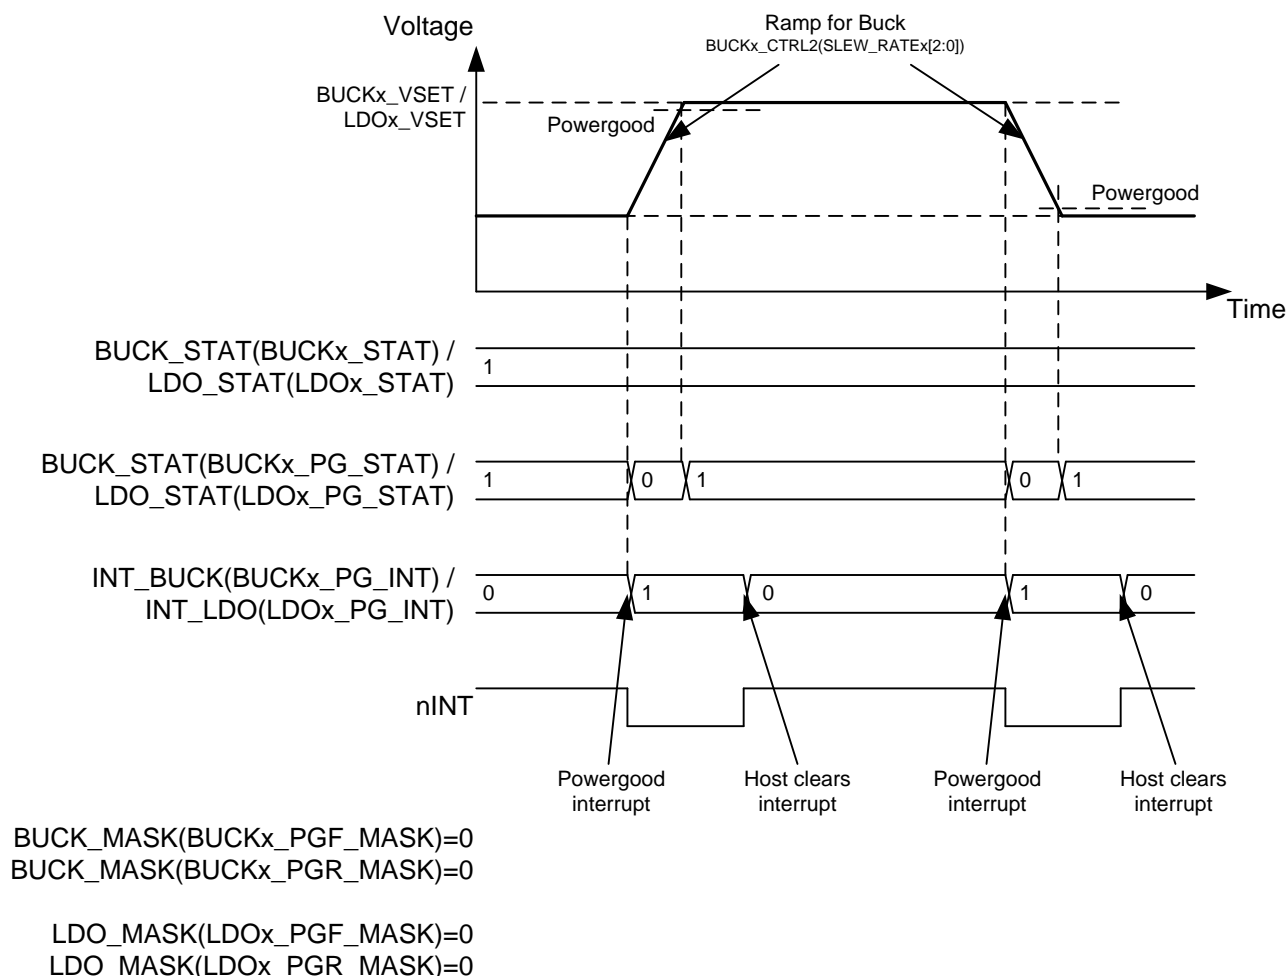 Voltage
Ramp for Buck
BUCKx_CTRL2(SLEW_RATEx[2:0])
BUCKx_VSET /
LDOx_VSET
Powergood
Powergood
Time
BUCK_STAT(BUCKx_STAT) /
LDO_STAT(LDOx_STAT)
1
BUCK_STAT(BUCKx_PG_STAT) /
LDO_STAT(LDOx_PG_STAT)
1
0
1
0
1
INT_BUCK(BUCKx_PG_INT) /
INT_LDO(LDOx_PG_INT)
0
1
0
1
0
nINT
Powergood
interrupt
Host clears
interrupt
Powergood
interrupt
Host clears
interrupt
BUCK_MASK(BUCKx_PGF_MASK)=0
BUCK_MASK(BUCKx_PGR_MASK)=0
LDO_MASK(LDOx_PGF_MASK)=0
LDO_MASK(LDOx_PGR_MASK)=0